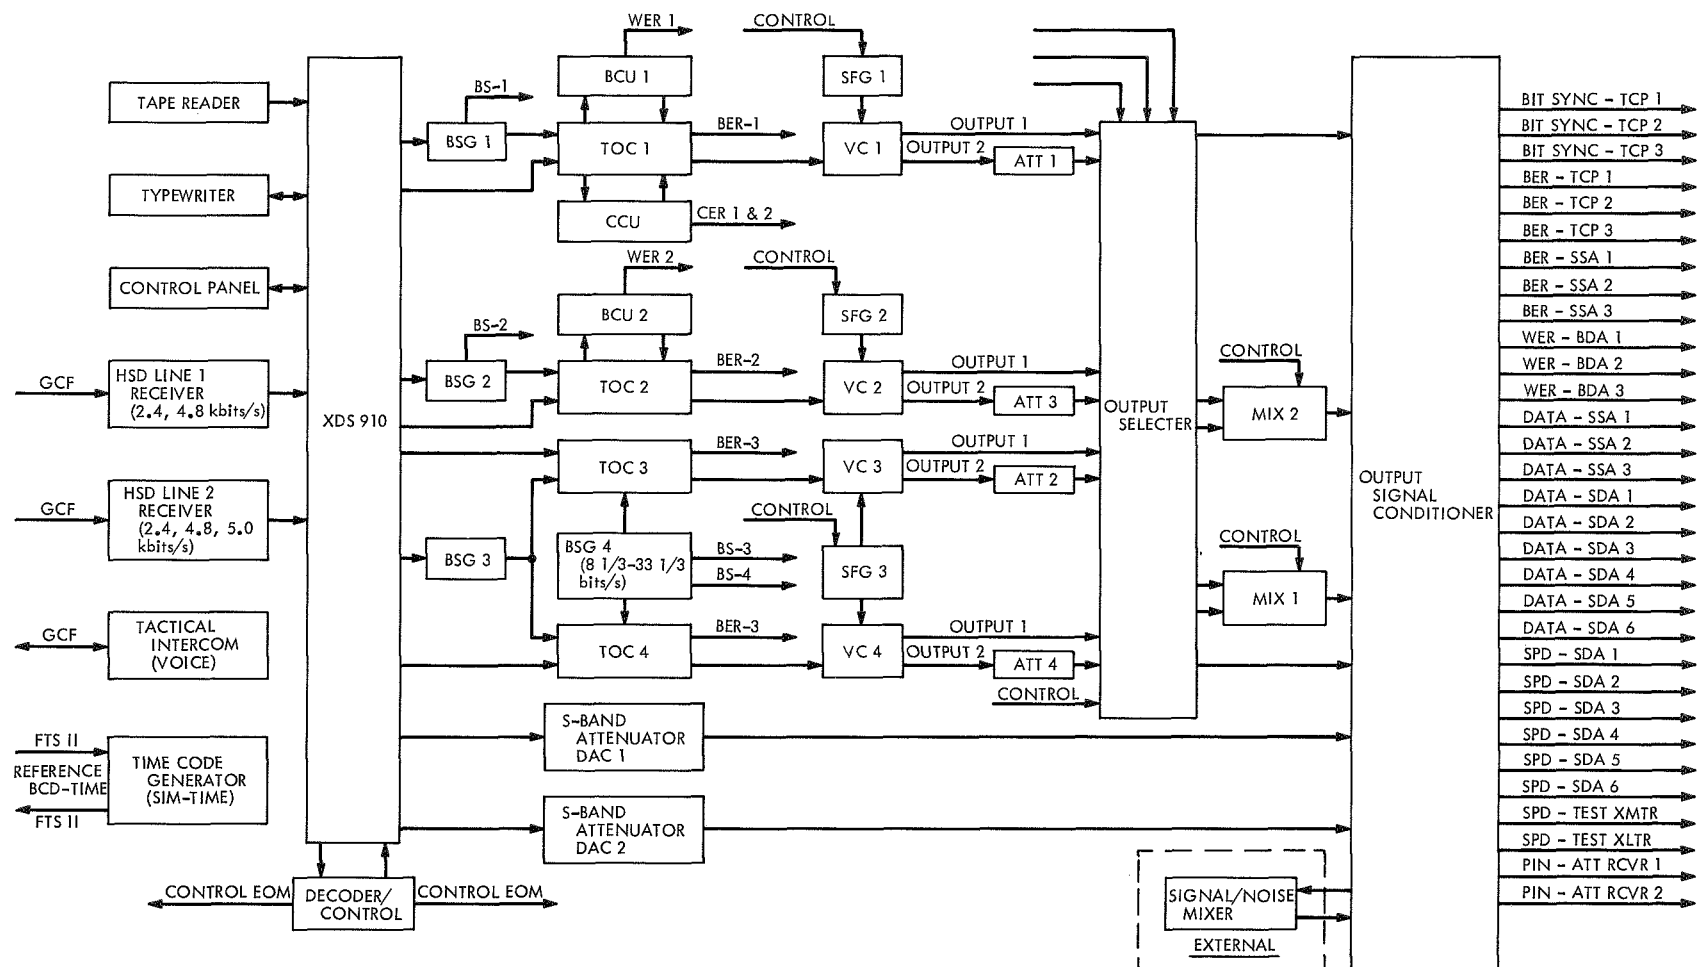 WER 1
CONTROL
BCU 1
SFG 1
TAPE READER
BS-1
BSG 1
TOC 1
BER-1
VC 1
OUTPUT 1
OUTPUT 2
ATT 1
TYPEWRITER
CCU
CER 1 & 2
WER 2
CONTROL
CONTROL PANEL
BCU 2
SFG 2
BS-2
GCF
HSD LINE 1
RECEIVER
(2.4, 4.8 kbits/s)
XDS 910
BSG 2
TOC 2
BER-2
VC 2
OUTPUT 1
OUTPUT 2
ATT 3
OUTPUT
SELECTER
CONTROL
MIX 2
TOC 3
BER-3
VC 3
OUTPUT 1
OUTPUT 2
ATT 2
GCF
HSD LINE 2
RECEIVER
(2.4, 4.8, 5.0
kbits/s)
CONTROL
BSG 3
BSG 4
(8 1/3-33 1/3
bits/s)
BS-3
BS-4
SFG 3
CONTROL
MIX 1
GCF
TACTICAL
INTERCOM
(VOICE)
TOC 4
BER-3
VC 4
OUTPUT 1
OUTPUT 2
ATT 4
CONTROL
FTS II
REFERENCE
BCD-TIME
FTS II
TIME CODE
GENERATOR
(SIM-TIME)
S-BAND
ATTENUATOR
DAC 1
S-BAND
ATTENUATOR
DAC 2
CONTROL EOM
DECODER/
CONTROL
CONTROL EOM
SIGNAL/NOISE
MIXER
EXTERNAL
OUTPUT
SIGNAL
CONDITIONER
BIT SYNC - TCP 1
BIT SYNC - TCP 2
BIT SYNC - TCP 3
BER - TCP 1
BER - TCP 2
BER - TCP 3
BER - SSA 1
BER - SSA 2
BER - SSA 3
WER - BDA 1
WER - BDA 2
WER - BDA 3
DATA - SSA 1
DATA - SSA 2
DATA - SSA 3
DATA - SDA 1
DATA - SDA 2
DATA - SDA 3
DATA - SDA 4
DATA - SDA 5
DATA - SDA 6
SPD - SDA 1
SPD - SDA 2
SPD - SDA 3
SPD - SDA 4
SPD - SDA 5
SPD - SDA 6
SPD - TEST XMTR
SPD - TEST XLTR
PIN - ATT RCVR 1
PIN - ATT RCVR 2